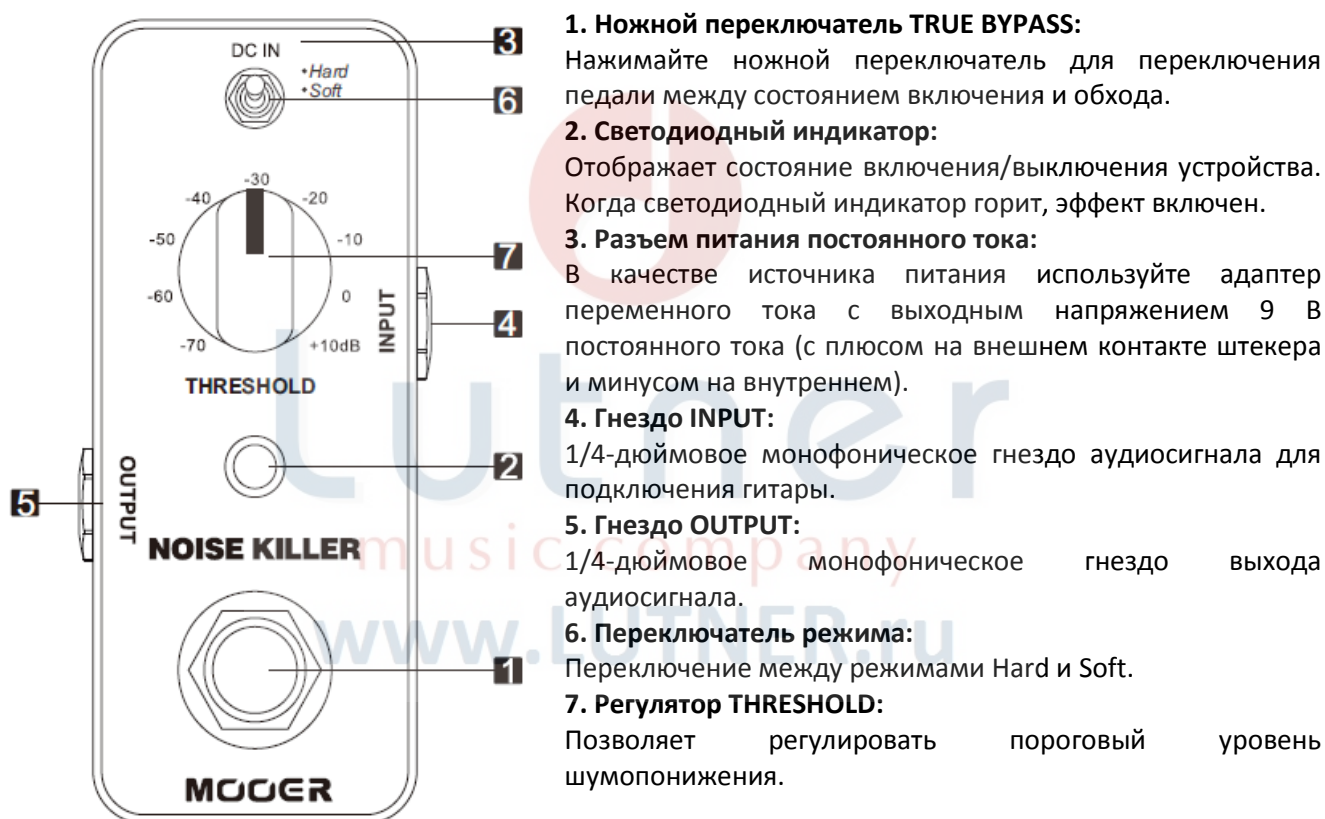 DC IN
•Hard
•Soft
3
6
-30
-40
-20
-50
-10
7
-60
0
INPUT
4
-70
+10dB
THRESHOLD
2
OUTPUT
5
NOISE KILLER
1
MOOER
1. Ножной переключатель TRUE BYPASS:
Нажимайте ножной переключатель для переключения
педали между состоянием включения и обхода.
2. Светодиодный индикатор:
Отображает состояние включения/выключения устройства.
Когда светодиодный индикатор горит, эффект включен.
3. Разъем питания постоянного тока:
В качестве источника питания используйте адаптер
переменного тока с выходным напряжением 9 В
постоянного тока (с плюсом на внешнем контакте штекера
и минусом на внутреннем).
4. Гнездо INPUT:
1/4-дюймовое монофоническое гнездо аудиосигнала для
подключения гитары.
5. Гнездо OUTPUT:
1/4-дюймовое монофоническое гнездо выхода
аудиосигнала.
6. Переключатель режима:
Переключение между режимами Hard и Soft.
7. Регулятор THRESHOLD:
Позволяет регулировать пороговый уровень
шумопонижения.
Lutner
music company
www.LUTNER.ru